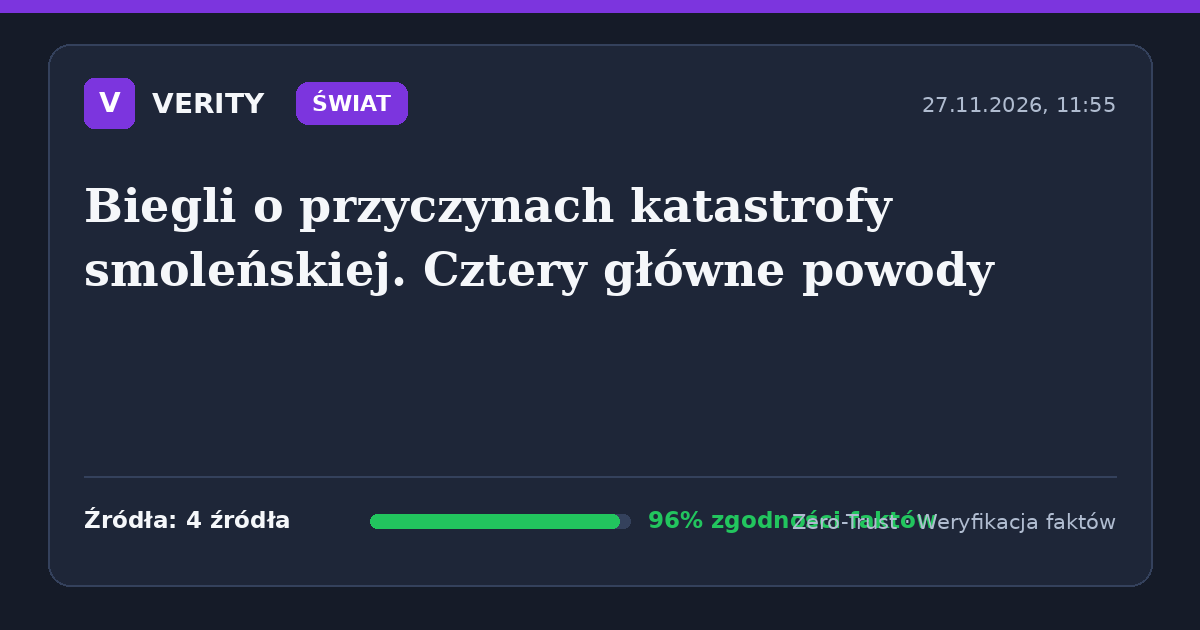 V VERITY ŚWIAT 27.11.2026, 11:55
Biegli o przyczynach katastrofy
smoleńskiej. Cztery główne powody
Źródła: 4 źródła 96% zgodności faktów Zero-Trust · Weryfikacja faktów